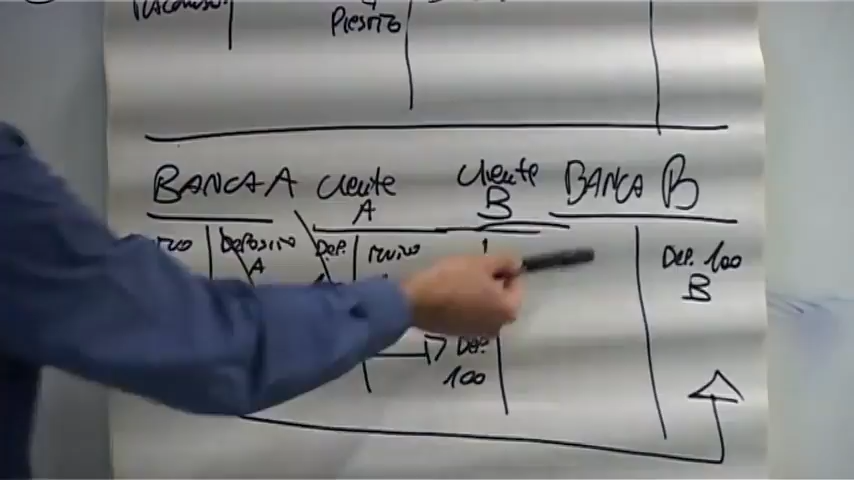 Prestito
BANCA A
Cliente
A
Cliente
B
BANCA B
Deposito
A
Dep.
Dep. 100
B
Dep.
100